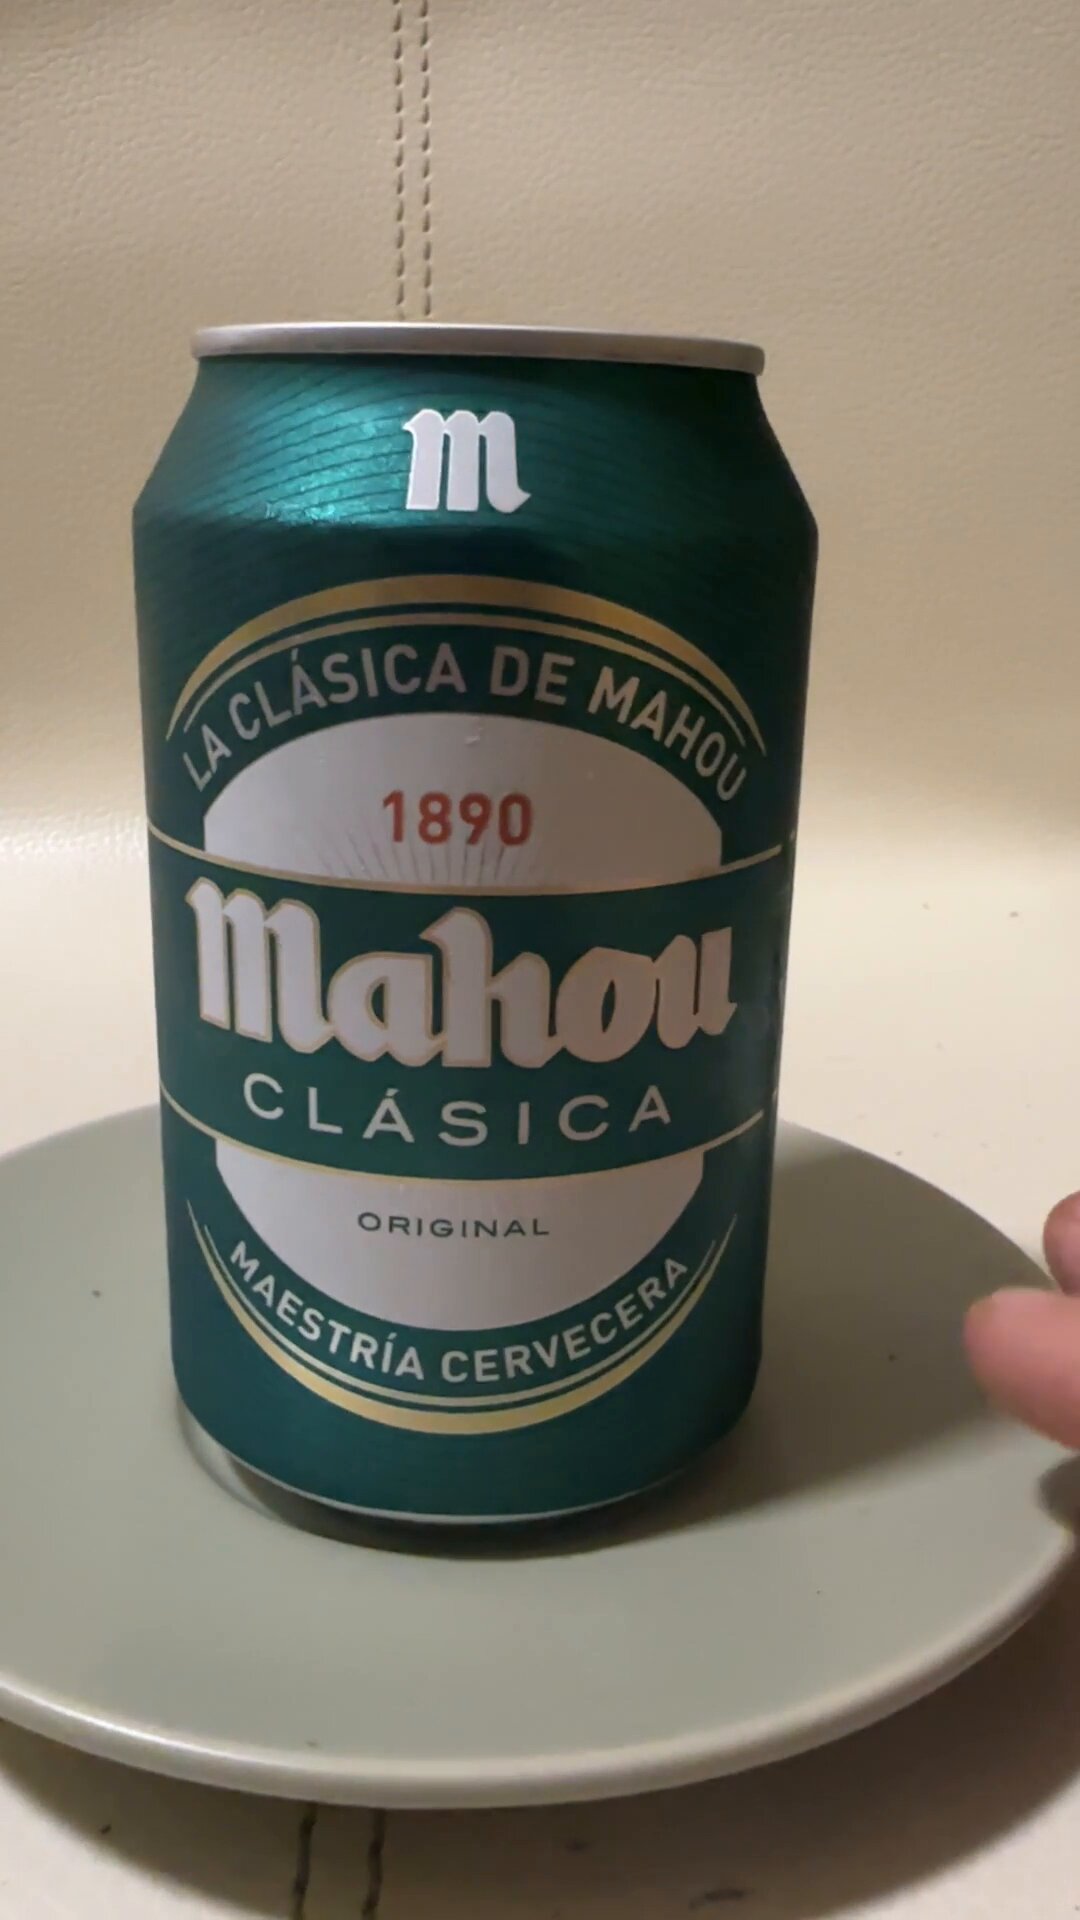 m
LA CLÁSICA DE MAHOU
1890
Mahou
CLÁSICA
ORIGINAL
MAESTRÍA CERVECERA